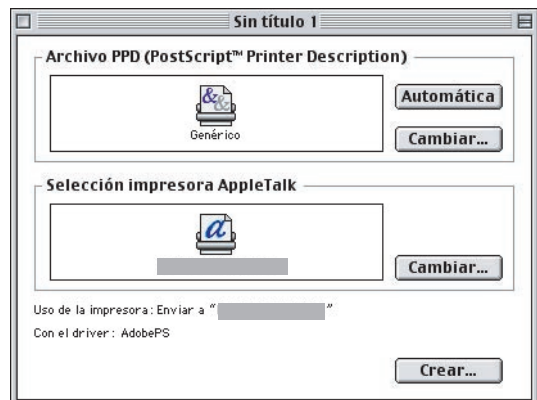 Sin título 1
Archivo PPD (PostScript™ Printer Description)
Genérico
Automática
Cambiar...
Selección impresora AppleTalk
Cambiar...
Uso de la impresora: Enviar a “ ”
Con el driver: AdobePS
Crear...